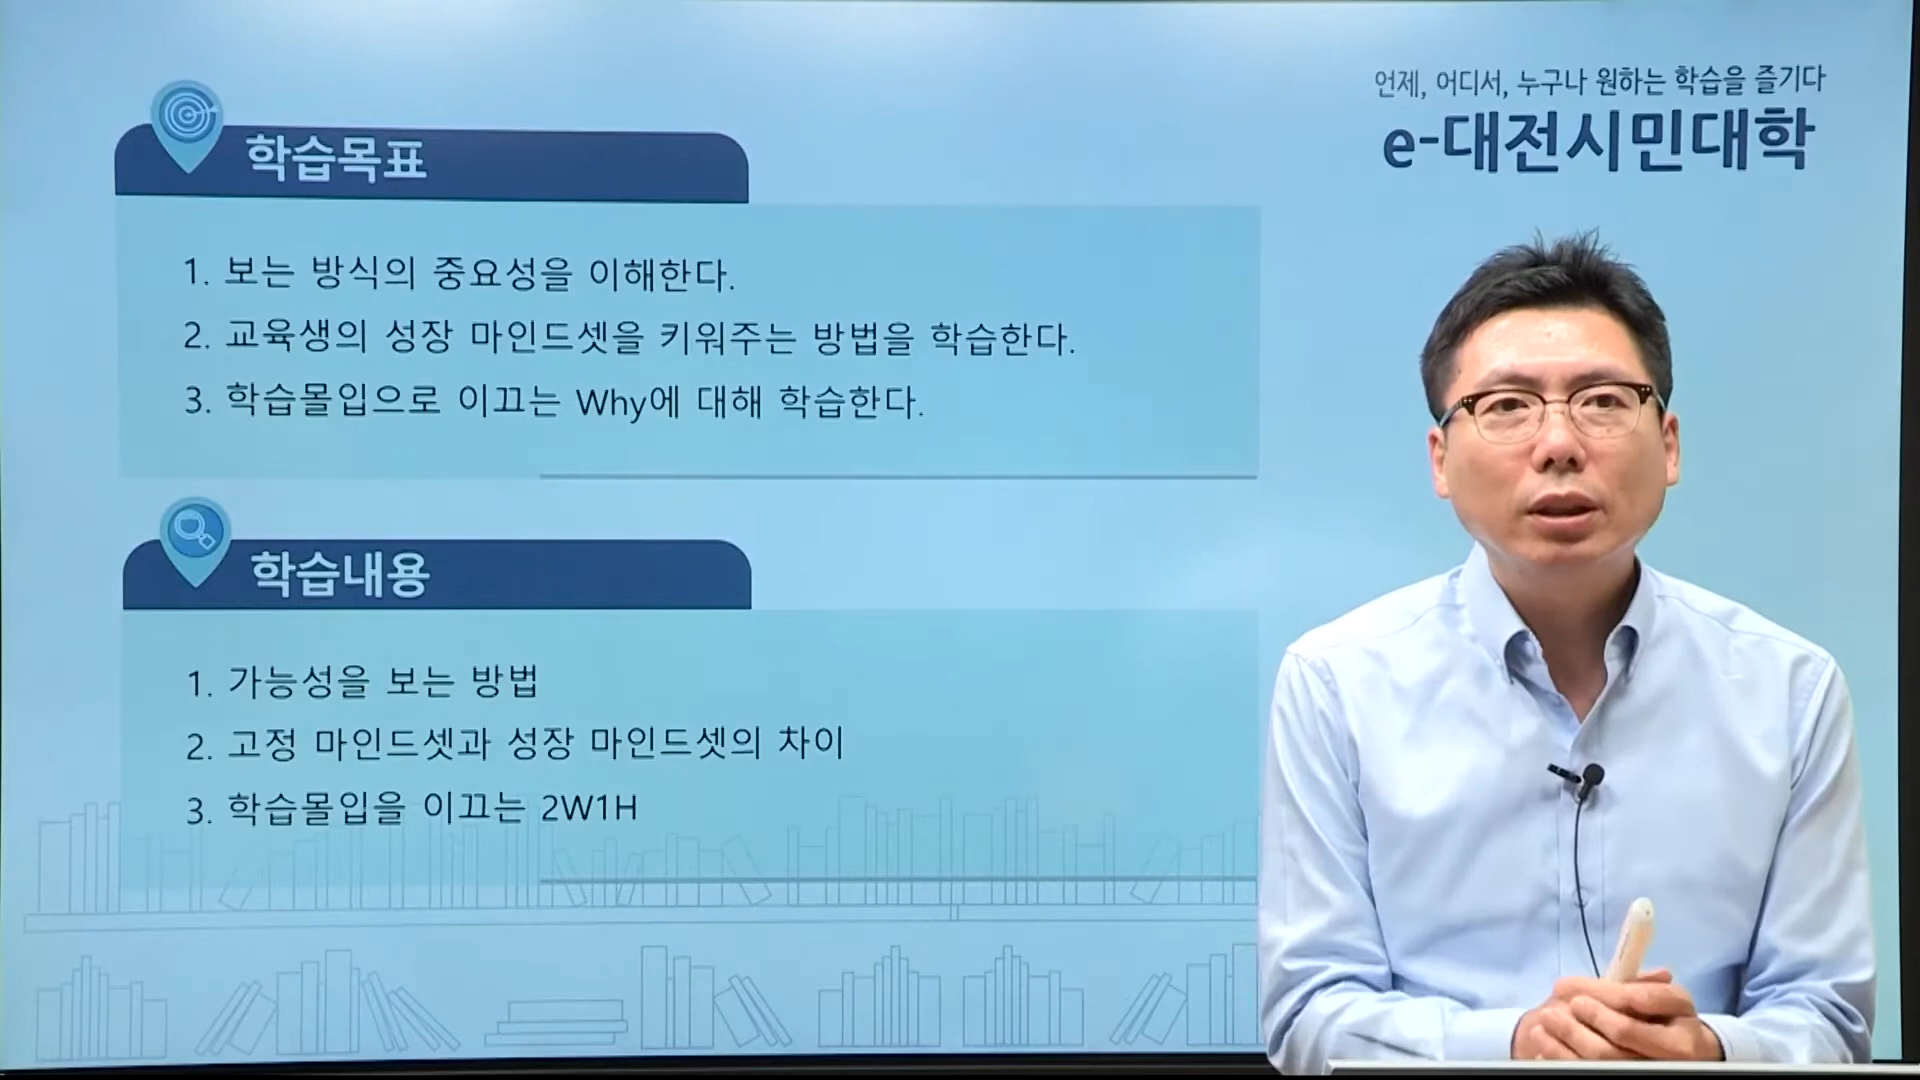 언제, 어디서, 누구나 원하는 학습을 즐기다
e-대전시민대학
학습목표
1. 보는 방식의 중요성을 이해한다.
2. 교육생의 성장 마인드셋을 키워주는 방법을 학습한다.
3. 학습몰입으로 이끄는 Why에 대해 학습한다.
학습내용
1. 가능성을 보는 방법
2. 고정 마인드셋과 성장 마인드셋의 차이
3. 학습몰입을 이끄는 2W1H